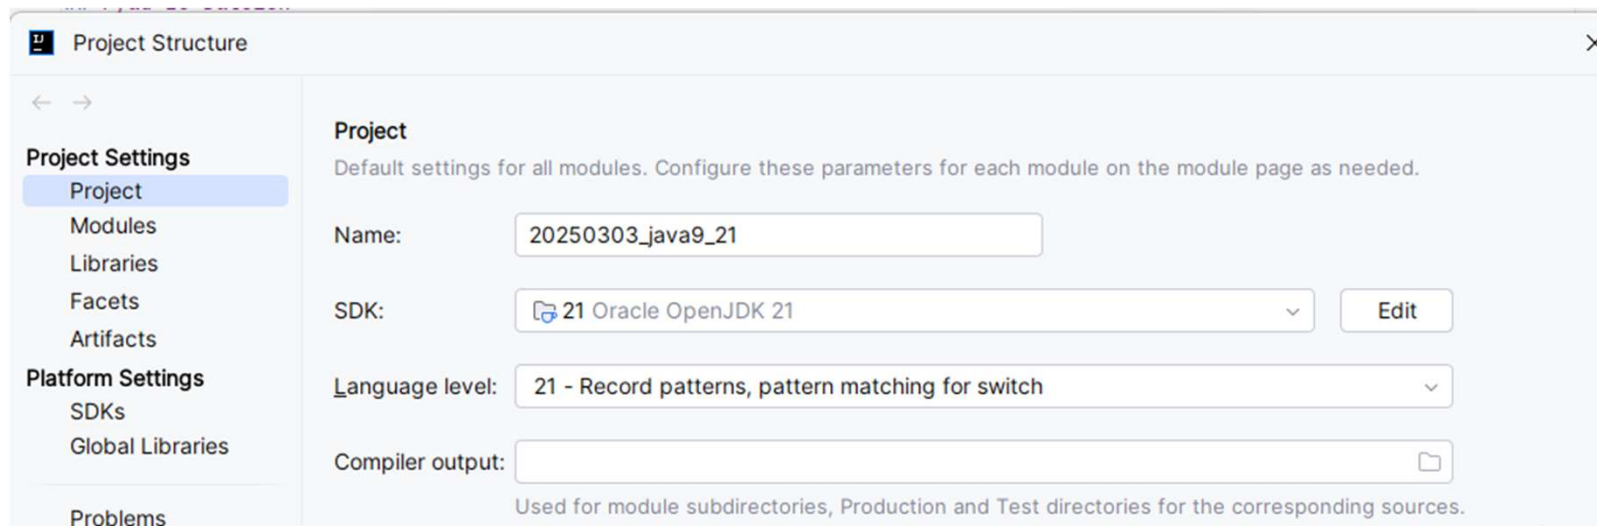 Project Structure
Project Settings
Project
Modules
Libraries
Facets
Artifacts
Platform Settings
SDKs
Global Libraries
Problems
Project
Default settings for all modules. Configure these parameters for each module on the module page as needed.
Name: 20250303_java9_21
SDK: 21 Oracle OpenJDK 21 Edit
Language level: 21 - Record patterns, pattern matching for switch
Compiler output:
Used for module subdirectories, Production and Test directories for the corresponding sources.